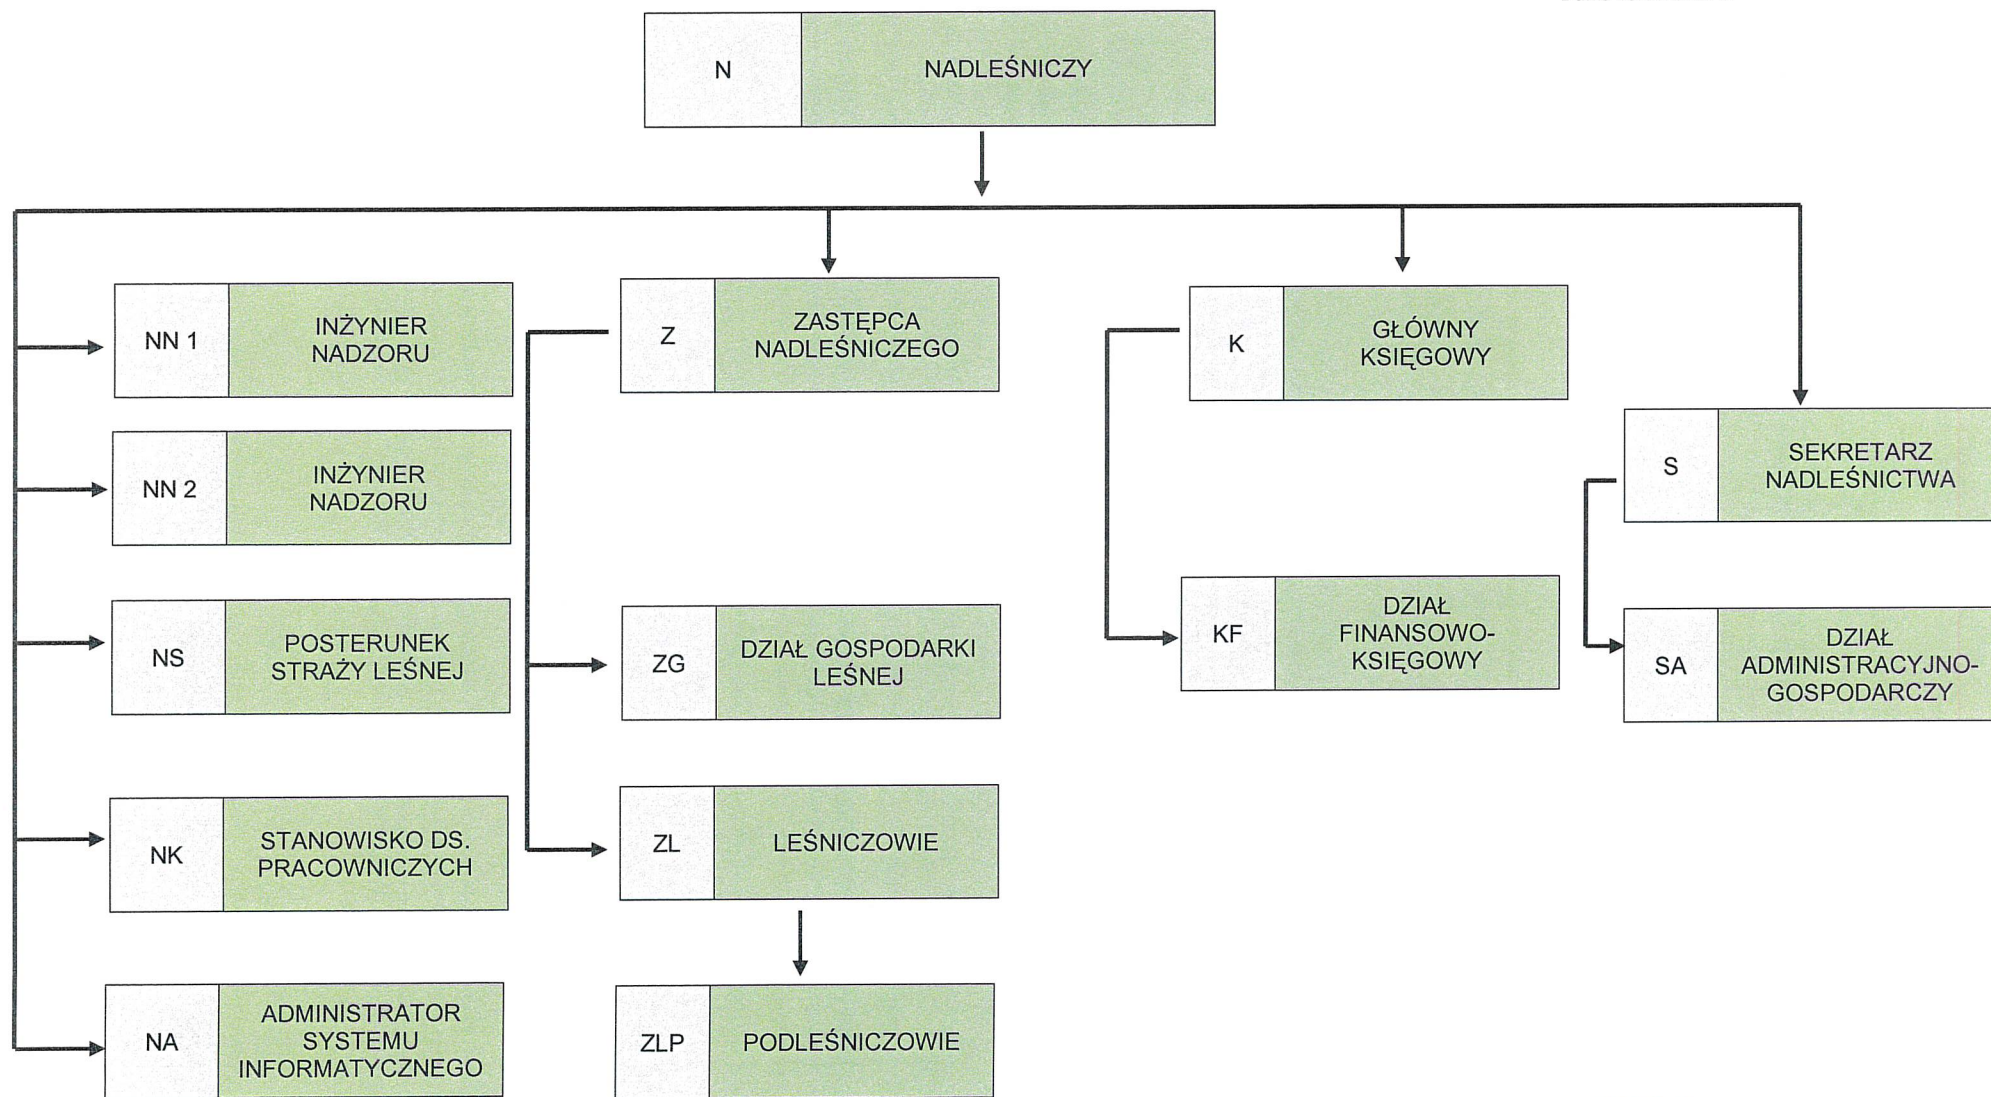 N
NADLEŚNICZY
NN 1
INŻYNIER
NADZORU
Z
ZASTĘPCA
NADLEŚNICZEGO
K
GŁÓWNY
KSIĘGOWY
S
SEKRETARZ
NADLEŚNICTWA
NN 2
INŻYNIER
NADZORU
NS
POSTERUNEK
STRAŻY LEŚNEJ
ZG
DZIAŁ GOSPODARKI
LEŚNEJ
KF
DZIAŁ
FINANSOWO-
KSIĘGOWY
SA
DZIAŁ
ADMINISTRACYJNO-
GOSPODARCZY
NK
STANOWISKO DS.
PRACOWNICZYCH
ZL
LEŚNICZOWIE
NA
ADMINISTRATOR
SYSTEMU
INFORMATYCZNEGO
ZLP
PODLEŚNICZOWIE